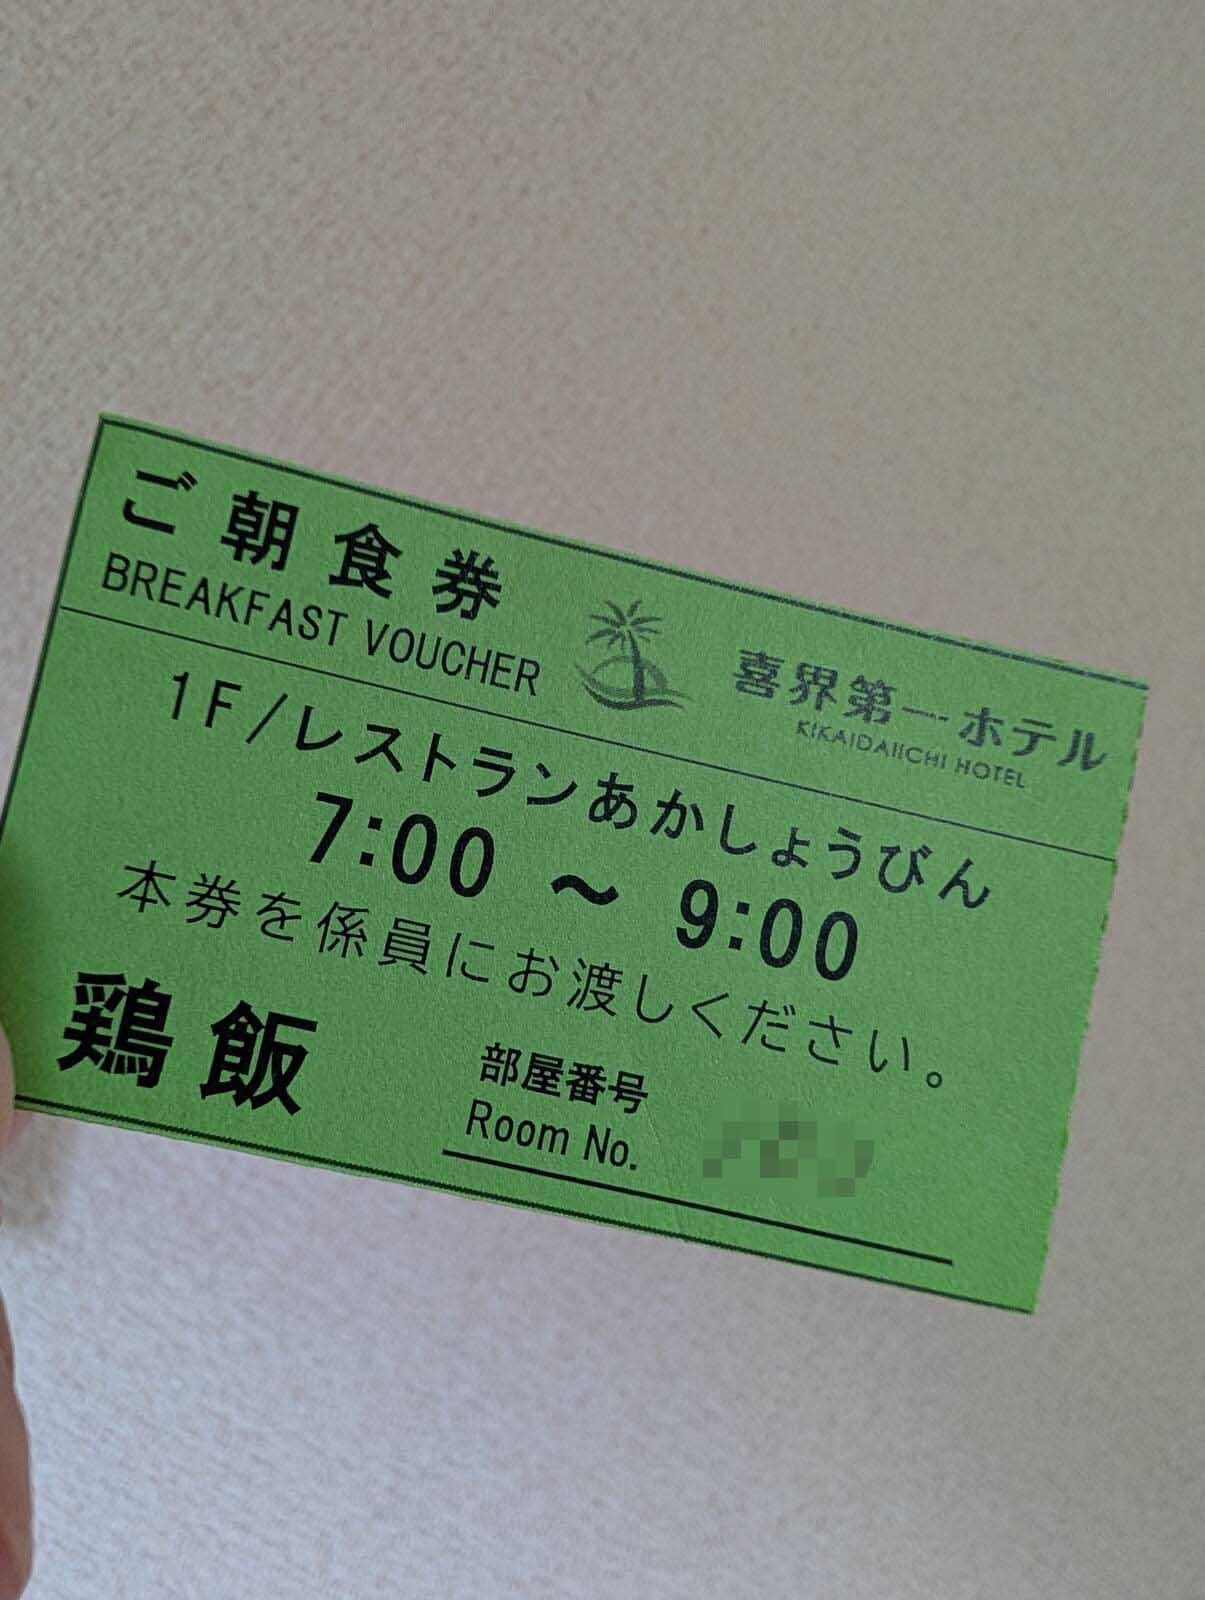 ご朝食券
BREAKFAST VOUCHER
喜界第一ホテル
KIKAIDAIICHI HOTEL
1F/レストランあかしょうびん
7:00 ～ 9:00
本券を係員にお渡しください。
鶏飯
部屋番号
Room No.